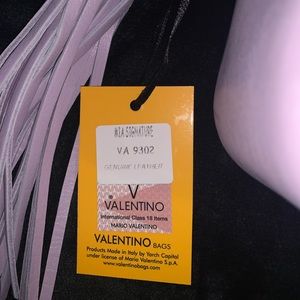 MIA SIGNATURE
VA 9302
GENUINE LEATHER
V
VALENTINO
International Class 18 Items
MARIO VALENTINO
VALENTINO BAGS
Products Made in Italy by Yarch Capital
under license of Mario Valentino S.p.A.
www.valentinobags.com